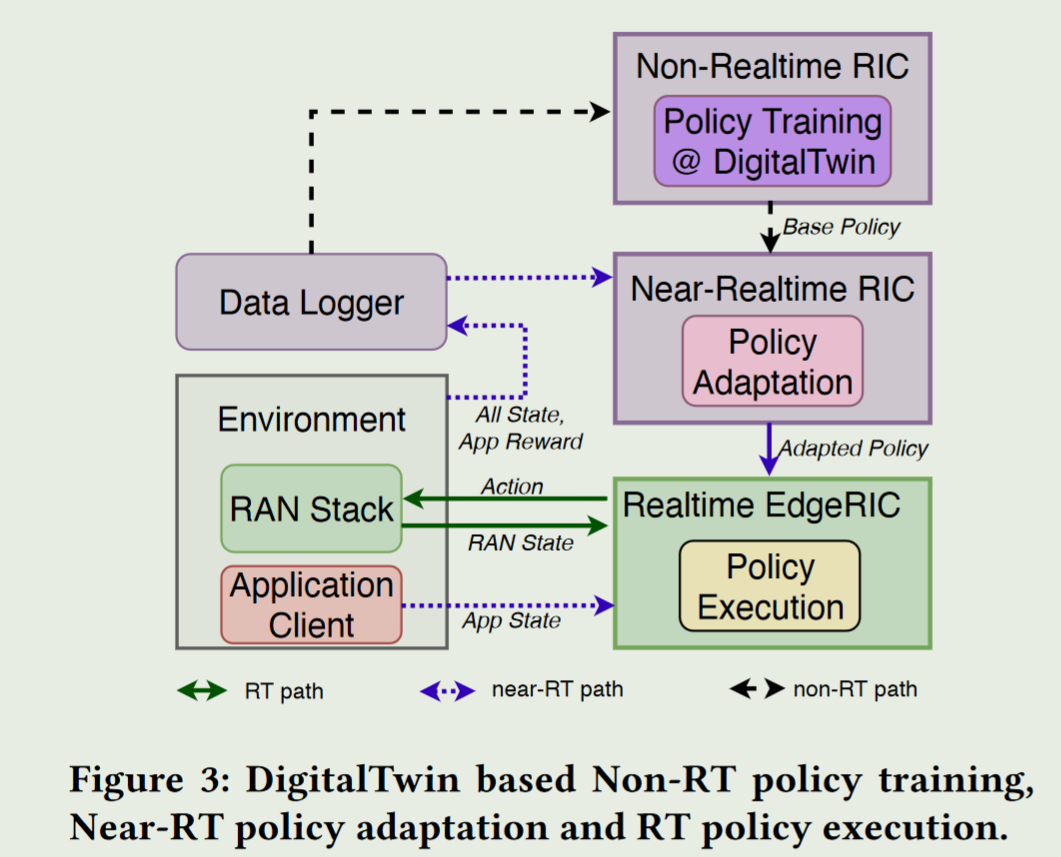 Non-Realtime RIC
Policy Training
@ DigitalTwin
Base Policy
Data Logger
Near-Realtime RIC
Policy
Adaptation
Environment
All State,
App Reward
Adapted Policy
RAN Stack
Action
RAN State
Realtime EdgeRIC
Policy
Execution
Application
Client
App State
RT path
near-RT path
non-RT path
Figure 3: DigitalTwin based Non-RT policy training,
Near-RT policy adaptation and RT policy execution.